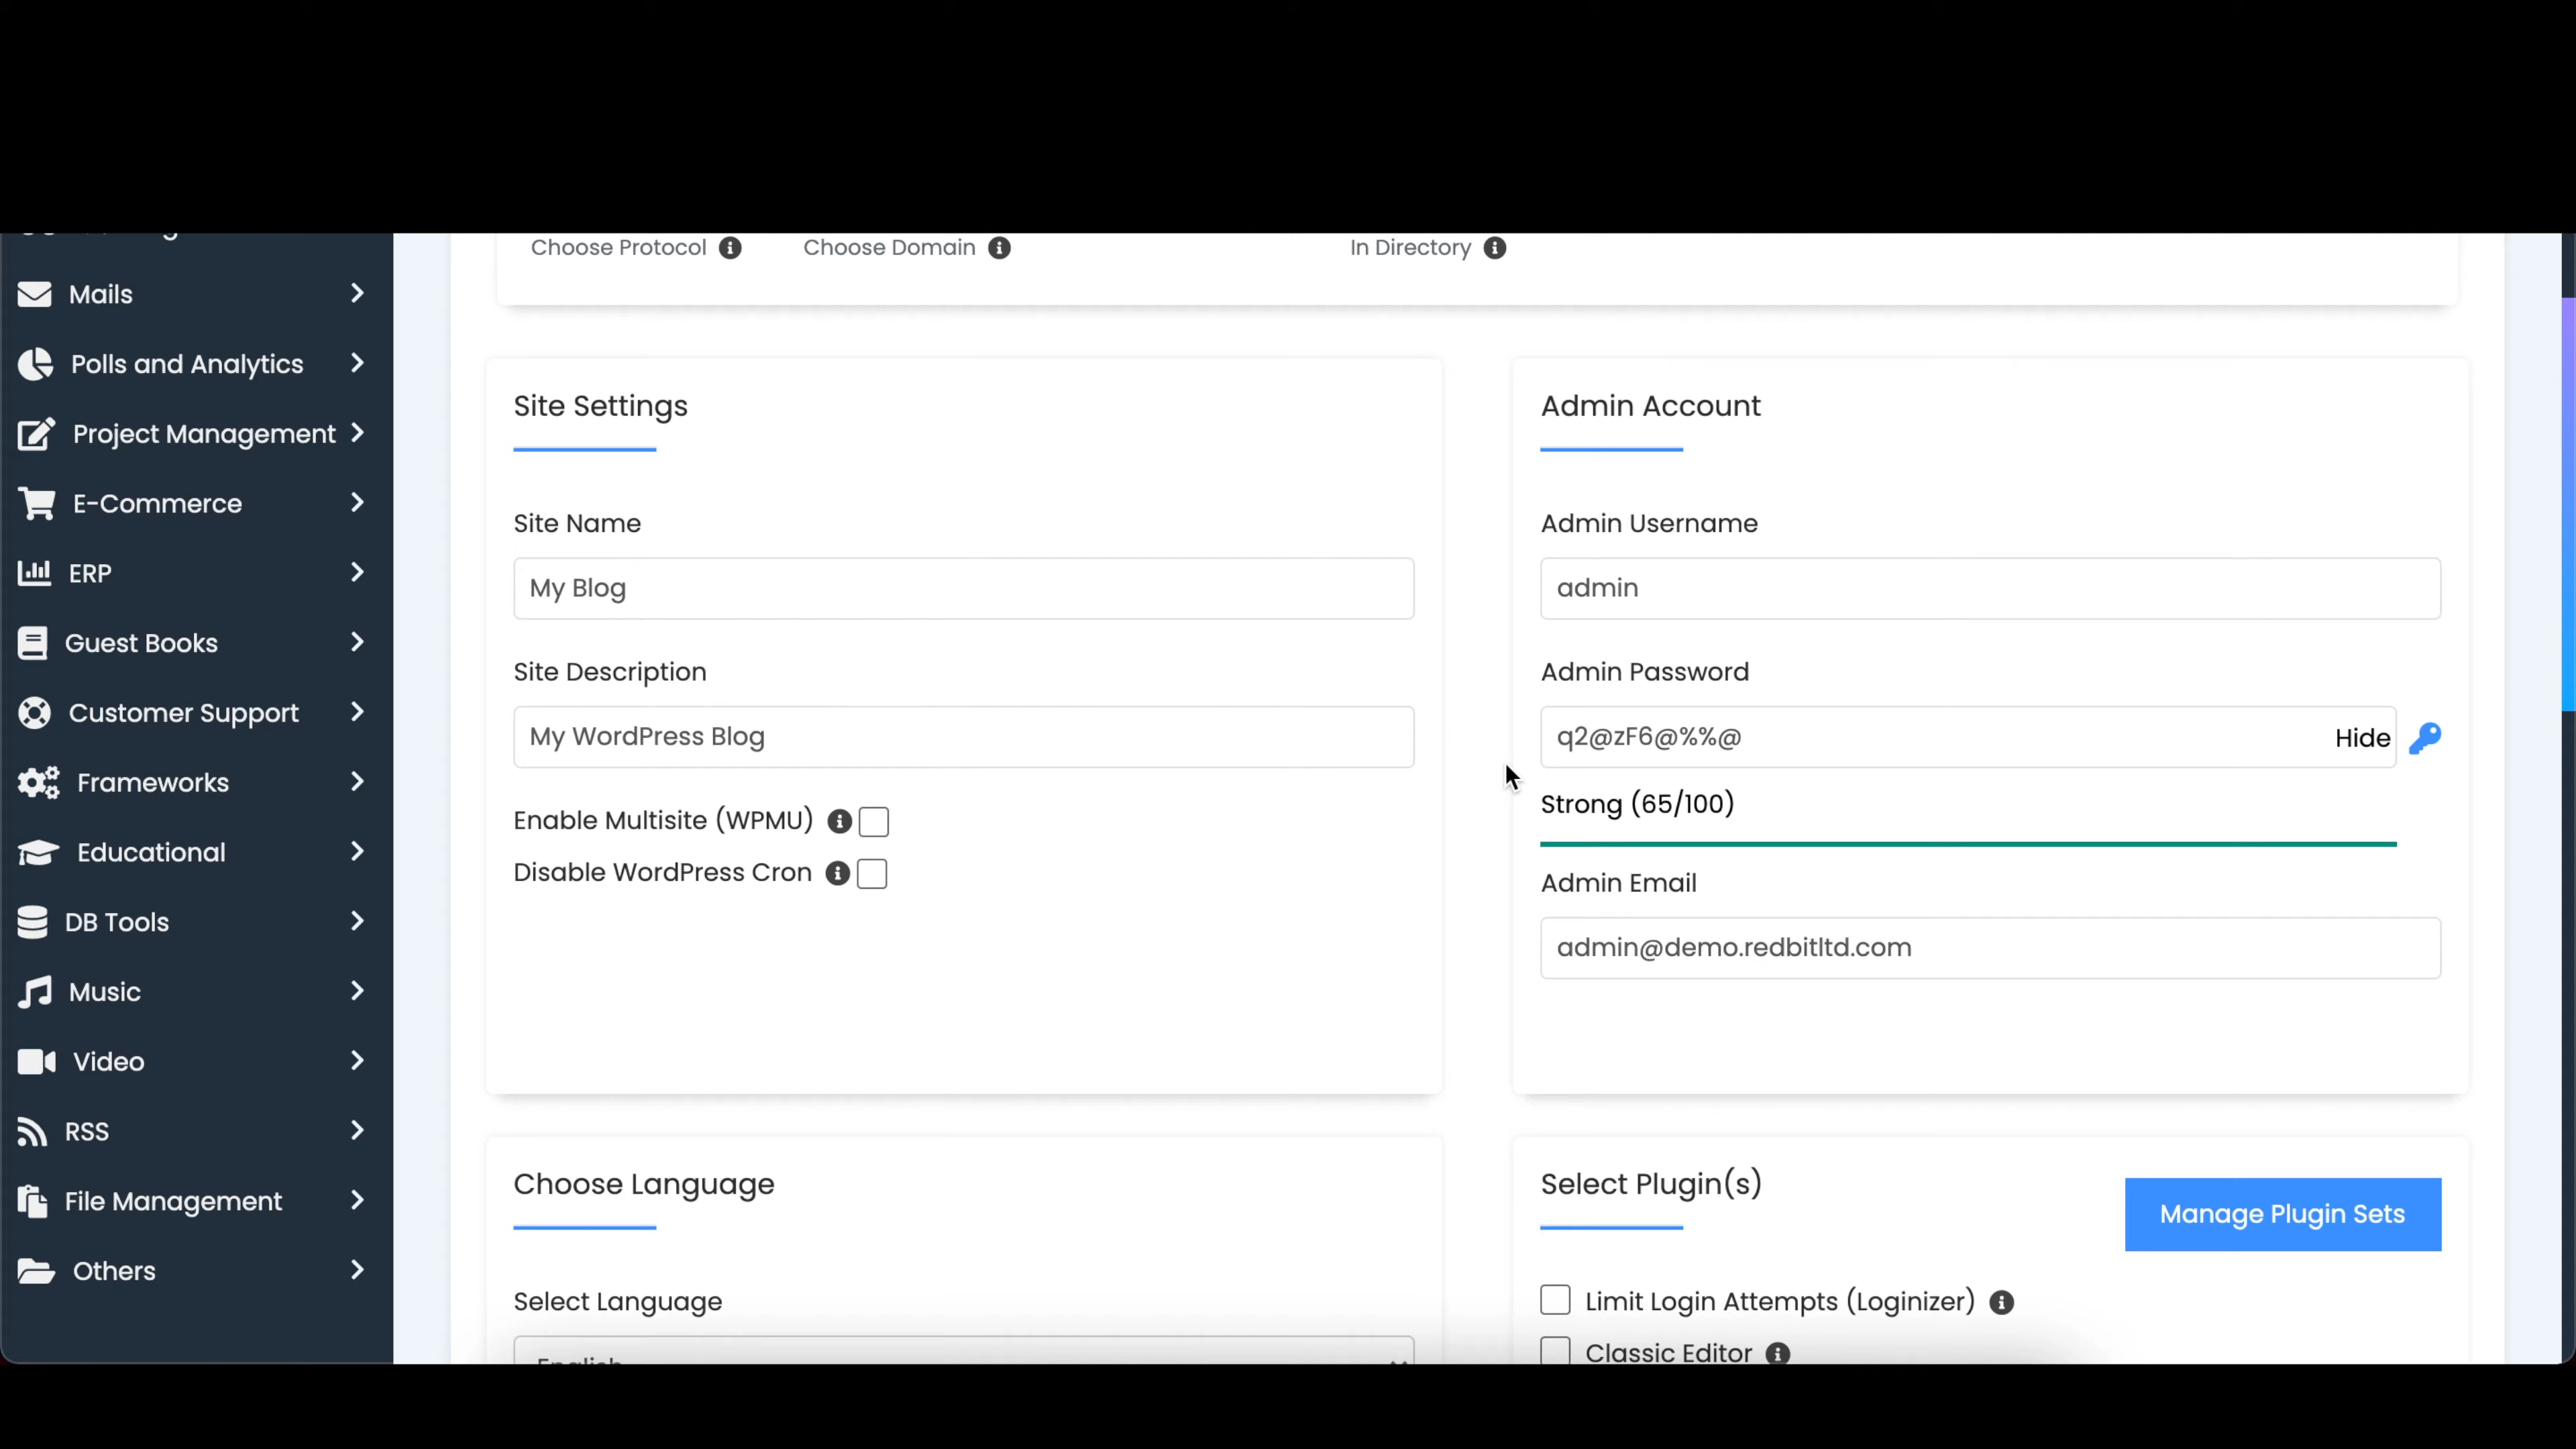 Choose Protocol
Choose Domain
In Directory
Mails
Polls and Analytics
Project Management
E-Commerce
ERP
Guest Books
Customer Support
Frameworks
Educational
DB Tools
Music
Video
RSS
File Management
Others
Site Settings
Site Name
My Blog
Site Description
My WordPress Blog
Enable Multisite (WPMU)
Disable WordPress Cron
Admin Account
Admin Username
admin
Admin Password
q2@zF6@%%@ Hide
Strong (65/100)
Admin Email
admin@demo.redbitltd.com
Choose Language
Select Language
English
Select Plugin(s)
Manage Plugin Sets
Limit Login Attempts (Loginizer)
Classic Editor